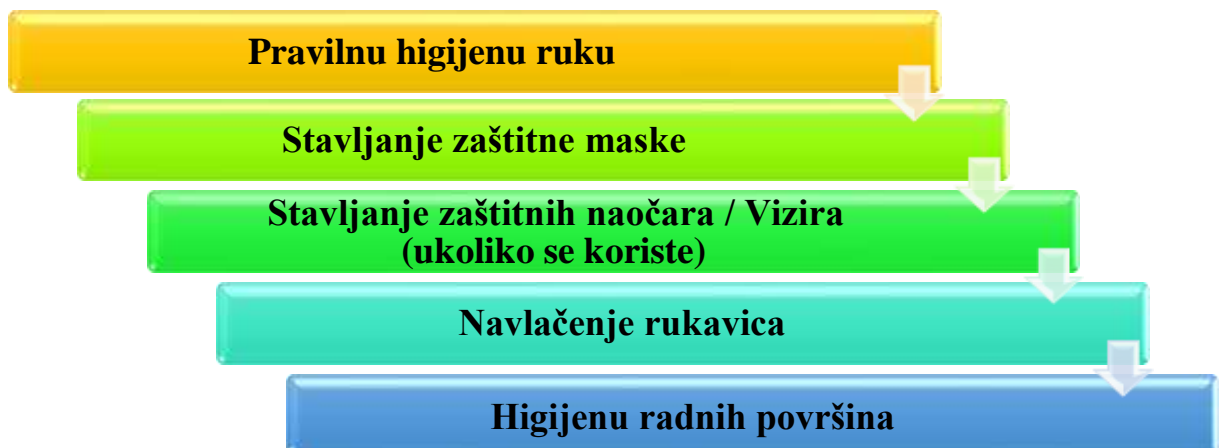 Pravilnu higijenu ruku
Stavljanje zaštitne maske
Stavljanje zaštitnih naočara / Vizira
(ukoliko se koriste)
Navlačenje rukavica
Higijenu radnih površina